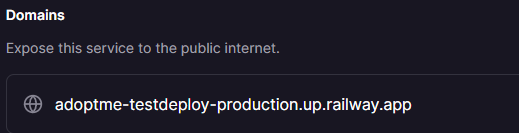 Domains
Expose this service to the public internet.
adoptme-testdeploy-production.up.railway.app